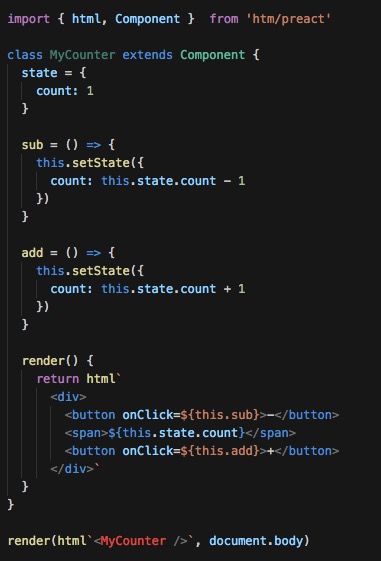 import { html, Component }  from 'htm/preact'

class MyCounter extends Component {
  state = {
    count: 1
  }

  sub = () => {
    this.setState({
      count: this.state.count - 1
    })
  }

  add = () => {
    this.setState({
      count: this.state.count + 1
    })
  }

  render() {
    return html`
      <div>
        <button onClick=${this.sub}>-</button>
        <span>${this.state.count}</span>
        <button onClick=${this.add}>+</button>
      </div>`
  }
}

render(html`<MyCounter />`, document.body)